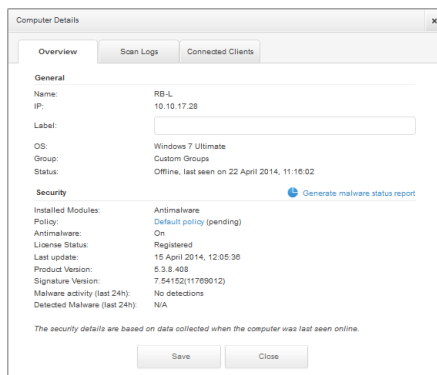 Computer Details
Overview Scan Logs Connected Clients
General
Name: RB-L
IP: 10.10.17.28
Label:
OS: Windows 7 Ultimate
Group: Custom Groups
Status: Offline, last seen on 22 April 2014, 11:16:02
Security Generate malware status report
Installed Modules: Antimalware
Policy: Default policy (pending)
Antimalware: On
License Status: Registered
Last update: 15 April 2014, 12:05:36
Product Version: 5.3.8.408
Signature Version: 7.54152(11769012)
Malware activity (last 24h): No detections
Detected Malware (last 24h): N/A
The security details are based on data collected when the computer was last seen online.
Save Close